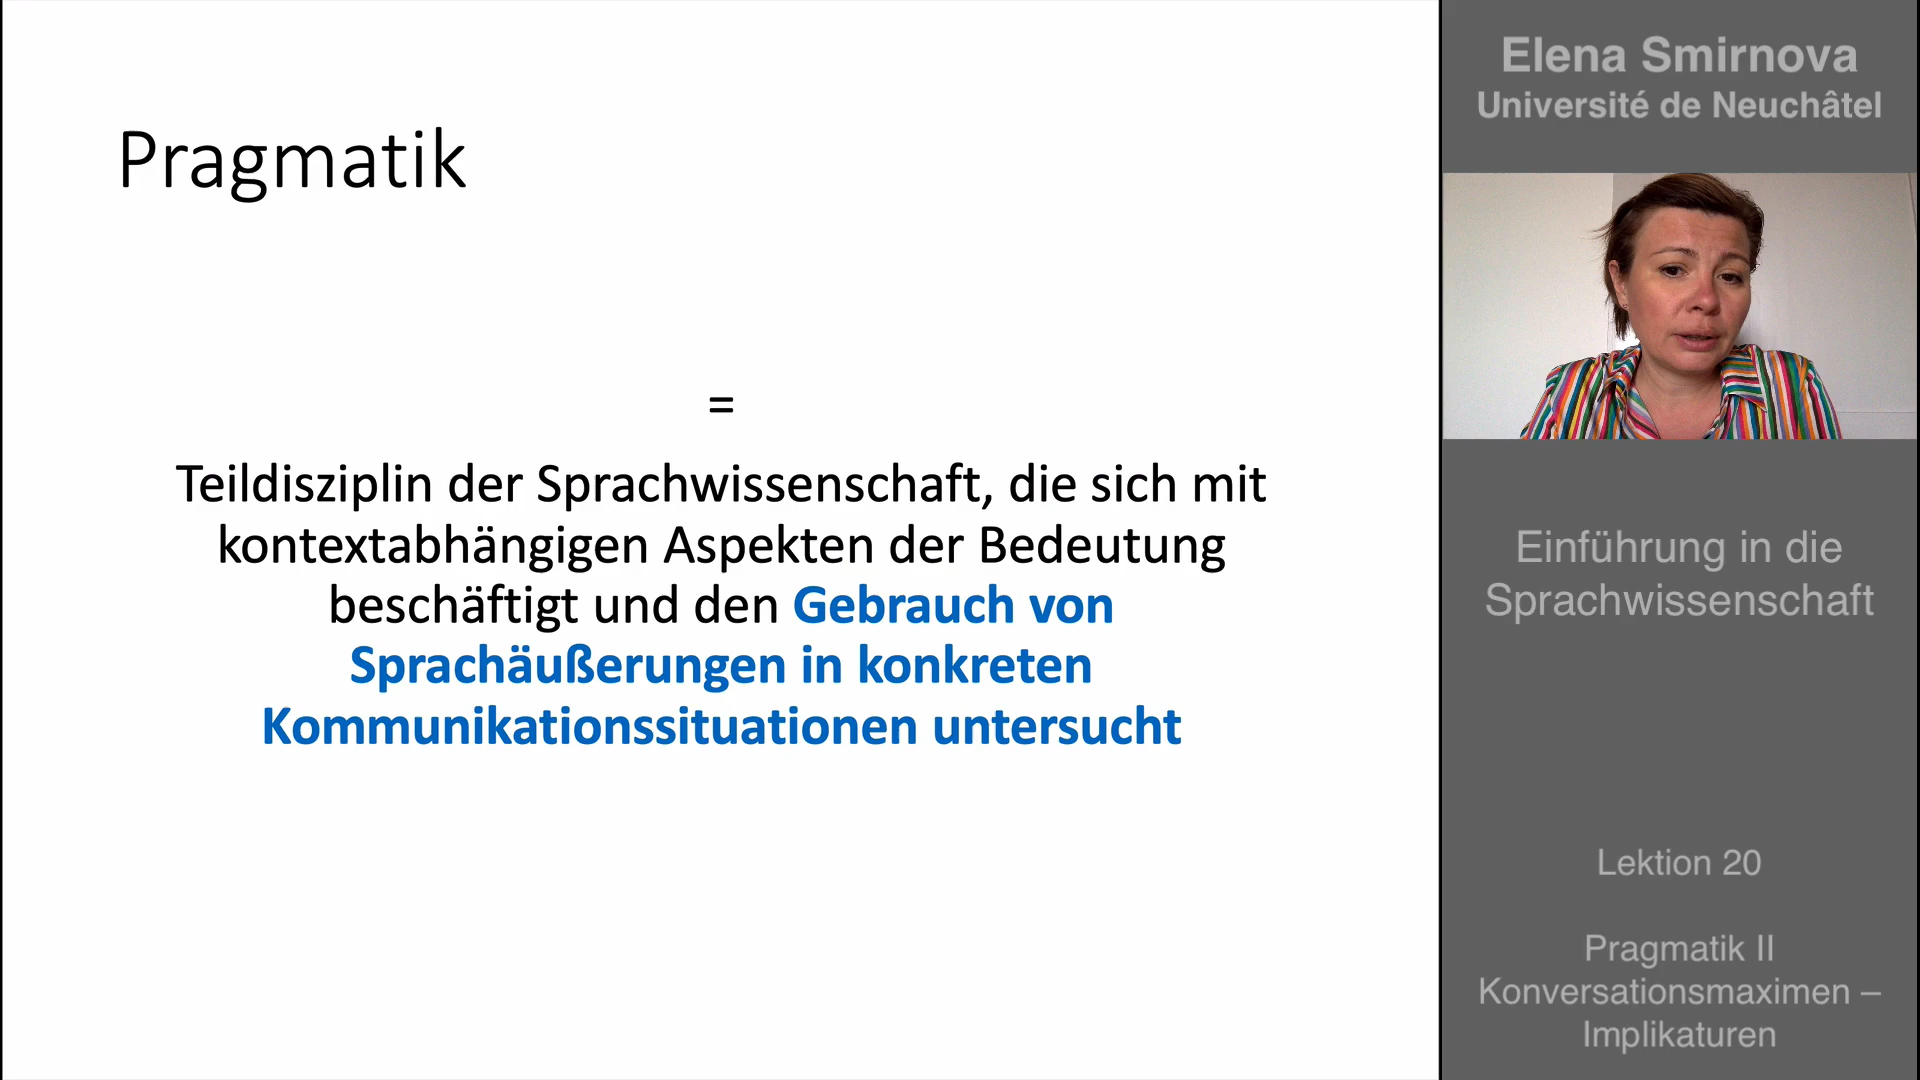 Pragmatik
=
Teildisziplin der Sprachwissenschaft, die sich mit
kontextabhängigen Aspekten der Bedeutung
beschäftigt und den Gebrauch von
Sprachäußerungen in konkreten
Kommunikationssituationen untersucht
Elena Smirnova
Université de Neuchâtel
Einführung in die
Sprachwissenschaft
Lektion 20
Pragmatik II
Konversationsmaximen –
Implikaturen